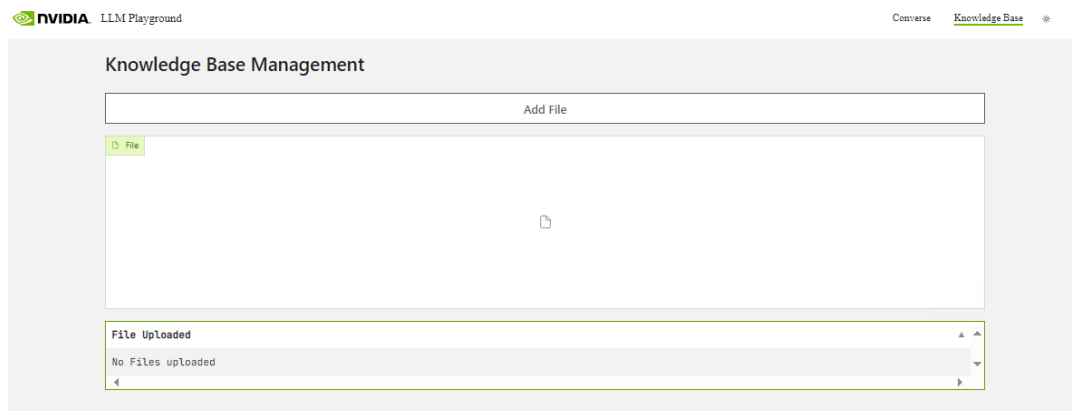 NVIDIA. LLM Playground Converse Knowledge Base
Knowledge Base Management
Add File
File
File Uploaded
No Files uploaded